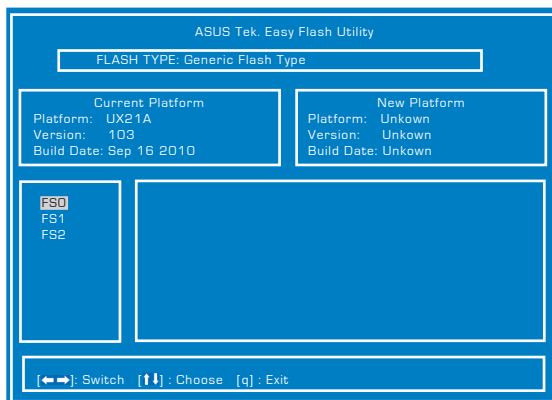 ASUS Tek. Easy Flash Utility
FLASH TYPE: Generic Flash Type
Current Platform
Platform: UX21A
Version: 103
Build Date: Sep 16 2010
New Platform
Platform: Unkown
Version: Unkown
Build Date: Unkown
FS0
FS1
FS2
[←→]: Switch [↑↓] : Choose [q] : Exit